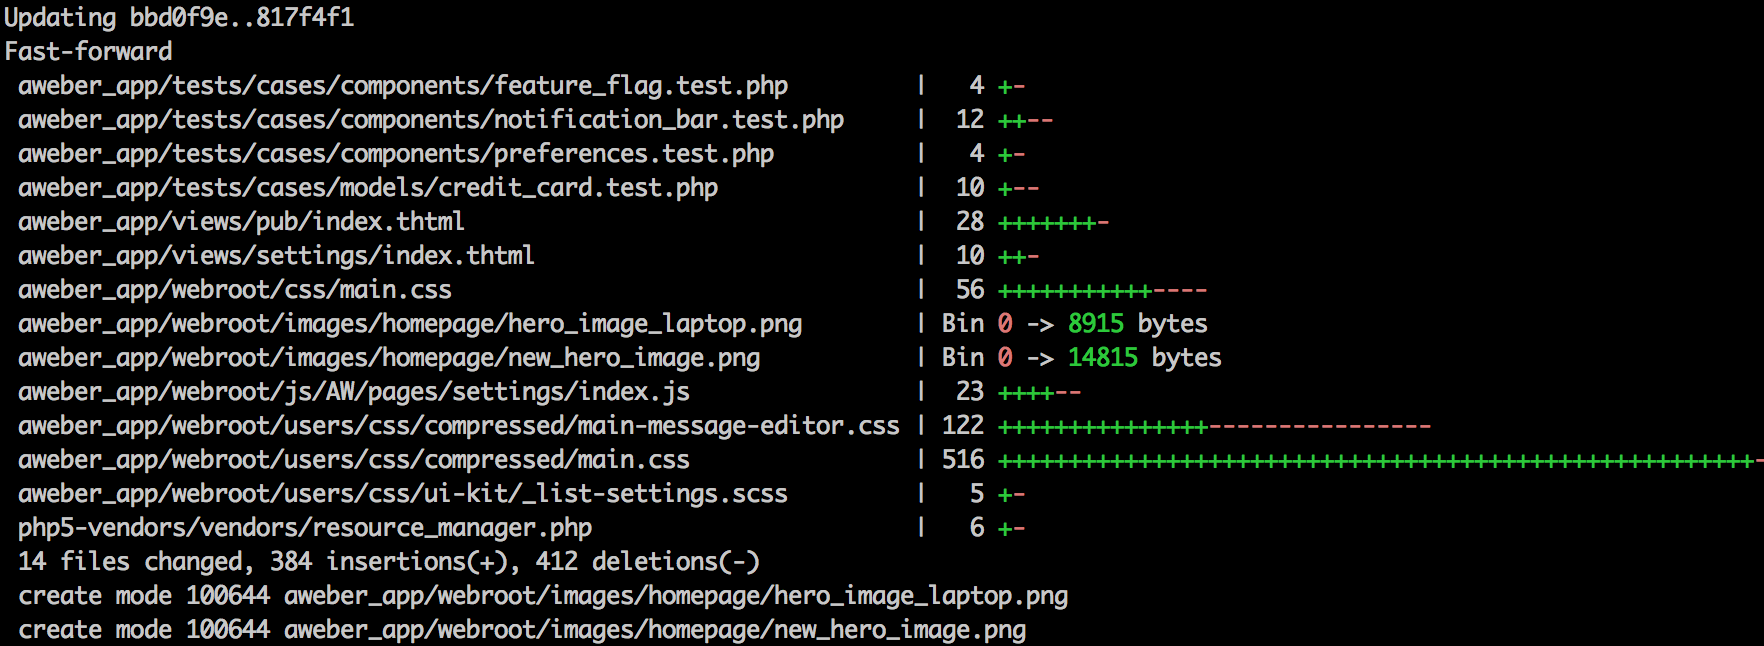 Updating bbd0f9e..817f4f1
Fast-forward
 aweber_app/tests/cases/components/feature_flag.test.php         |   4 +-
 aweber_app/tests/cases/components/notification_bar.test.php     |  12 ++--
 aweber_app/tests/cases/components/preferences.test.php          |   4 +-
 aweber_app/tests/cases/models/credit_card.test.php              |  10 +--
 aweber_app/views/pub/index.thtml                                |  28 +++++++-
 aweber_app/views/settings/index.thtml                           |  10 ++-
 aweber_app/webroot/css/main.css                                 |  56 +++++++++++----
 aweber_app/webroot/images/homepage/hero_image_laptop.png        | Bin 0 -> 8915 bytes
 aweber_app/webroot/images/homepage/new_hero_image.png           | Bin 0 -> 14815 bytes
 aweber_app/webroot/js/AW/pages/settings/index.js                |  23 ++++--
 aweber_app/webroot/users/css/compressed/main-message-editor.css | 122 +++++++++++++++----------------
 aweber_app/webroot/users/css/compressed/main.css                | 516 ++++++++++++++++++++++++++++++++++++++++++++++++++++++-
 aweber_app/webroot/users/css/ui-kit/_list-settings.scss         |   5 +-
 php5-vendors/vendors/resource_manager.php                       |   6 +-
 14 files changed, 384 insertions(+), 412 deletions(-)
 create mode 100644 aweber_app/webroot/images/homepage/hero_image_laptop.png
 create mode 100644 aweber_app/webroot/images/homepage/new_hero_image.png